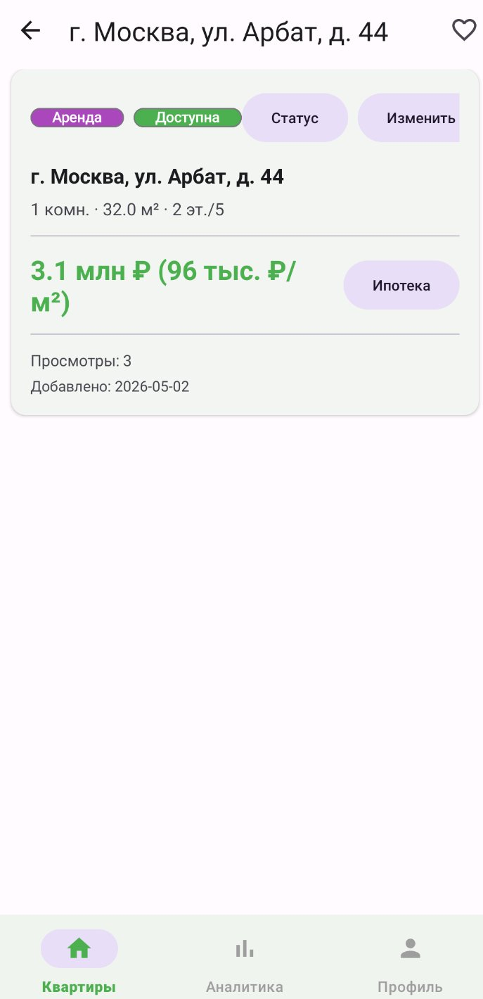 г. Москва, ул. Арбат, д. 44
Аренда Доступна Статус Изменить
г. Москва, ул. Арбат, д. 44
1 комн. · 32.0 м² · 2 эт./5
3.1 млн ₽ (96 тыс. ₽/
м²)
Ипотека
Просмотры: 3
Добавлено: 2026-05-02
Квартиры Аналитика Профиль